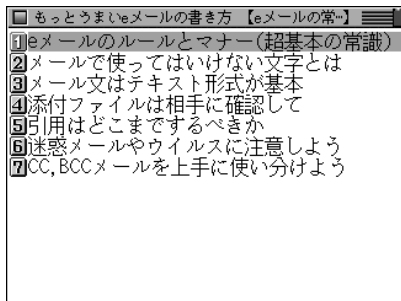 もっとうまいeメールの書き方 【eメールの常…】
1 eメールのルールとマナー(超基本の常識)
2 メールで使ってはいけない文字とは
3 メール文はテキスト形式が基本
4 添付ファイルは相手に確認して
5 引用はどこまでするべきか
6 迷惑メールやウイルスに注意しよう
7 CC,BCCメールを上手に使い分けよう